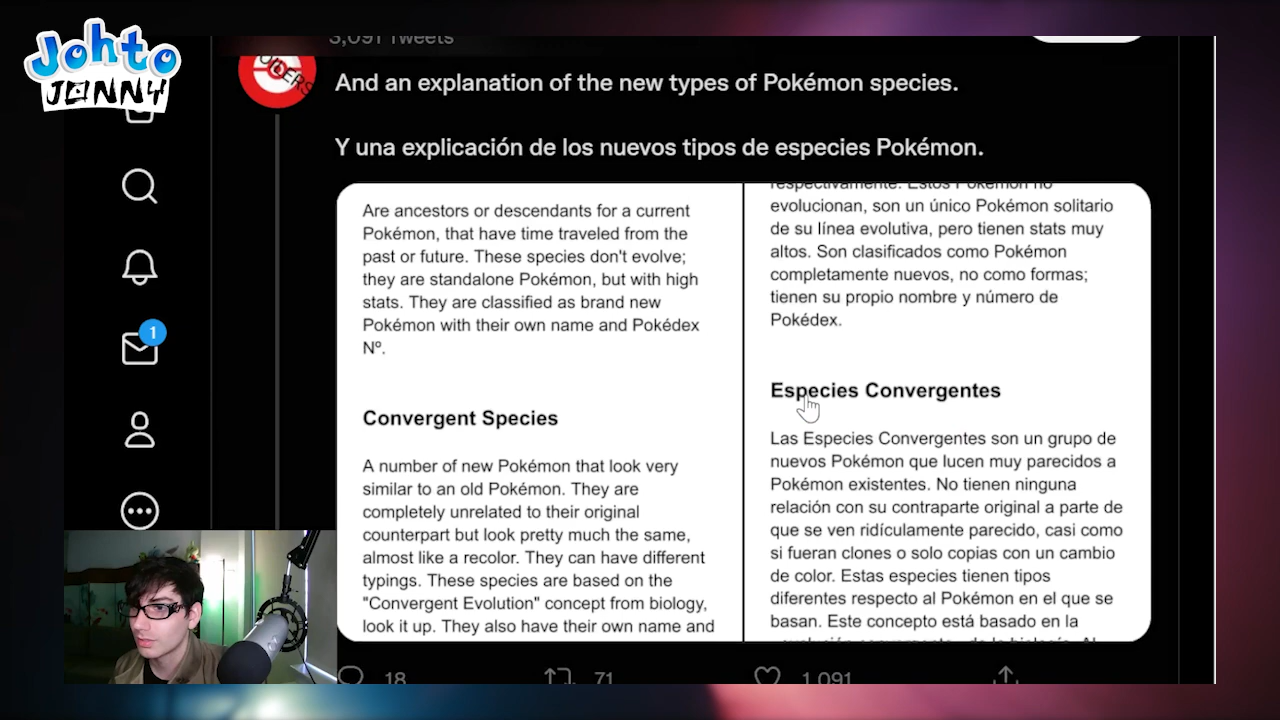 Johto
JONNY
3,091 Tweets
And an explanation of the new types of Pokémon species.
Y una explicación de los nuevos tipos de especies Pokémon.
Are ancestors or descendants for a current
Pokémon, that have time traveled from the
past or future. These species don't evolve;
they are standalone Pokémon, but with high
stats. They are classified as brand new
Pokémon with their own name and Pokédex
Nº.
Convergent Species
A number of new Pokémon that look very
similar to an old Pokémon. They are
completely unrelated to their original
counterpart but look pretty much the same,
almost like a recolor. They can have different
typings. These species are based on the
"Convergent Evolution" concept from biology,
look it up. They also have their own name and
respectivamente. Estos Pokémon no
evolucionan, son un único Pokémon solitario
de su línea evolutiva, pero tienen stats muy
altos. Son clasificados como Pokémon
completamente nuevos, no como formas;
tienen su propio nombre y número de
Pokédex.
Especies Convergentes
Las Especies Convergentes son un grupo de
nuevos Pokémon que lucen muy parecidos a
Pokémon existentes. No tienen ninguna
relación con su contraparte original a parte de
que se ven ridículamente parecido, casi como
si fueran clones o solo copias con un cambio
de color. Estas especies tienen tipos
diferentes respecto al Pokémon en el que se
basan. Este concepto está basado en la
1
18
71
1,091